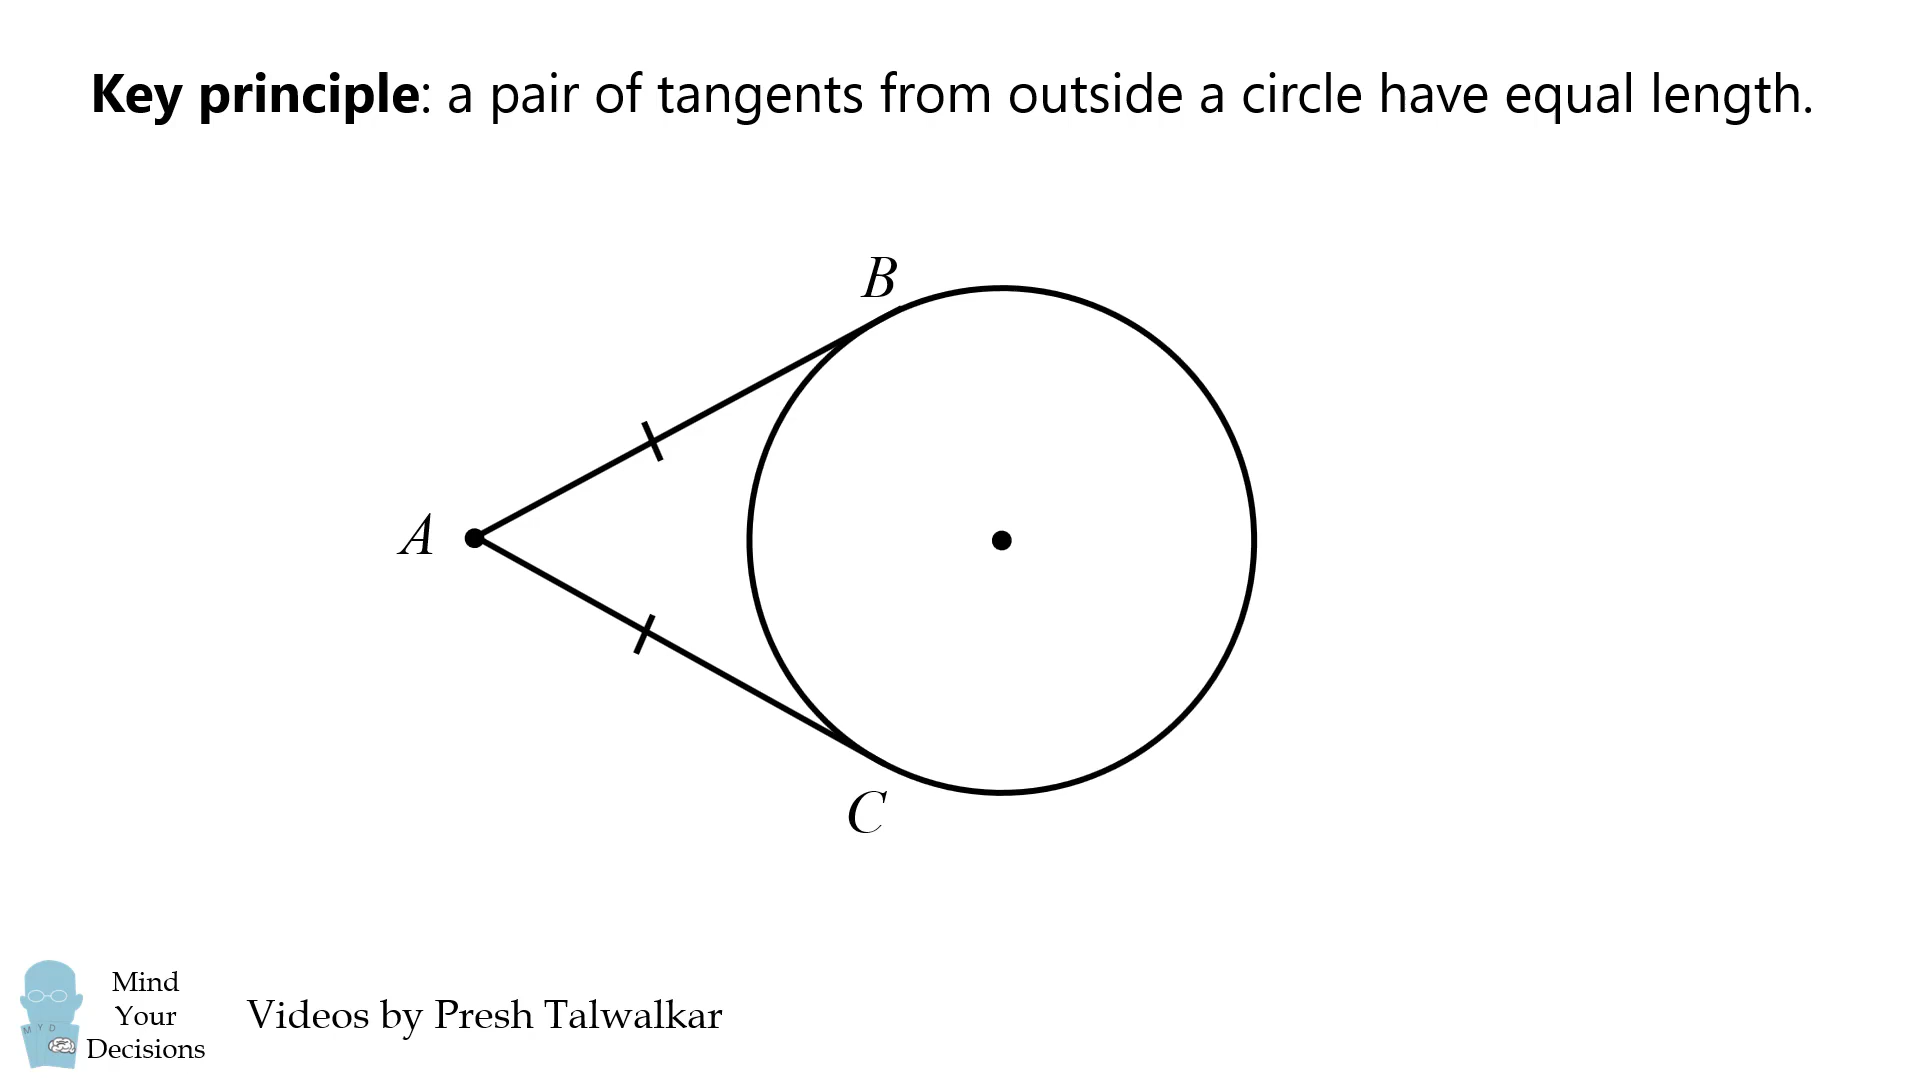 Key principle: a pair of tangents from outside a circle have equal length.
B
A
C
Mind
Your
Decisions
M Y D
Videos by Presh Talwalkar